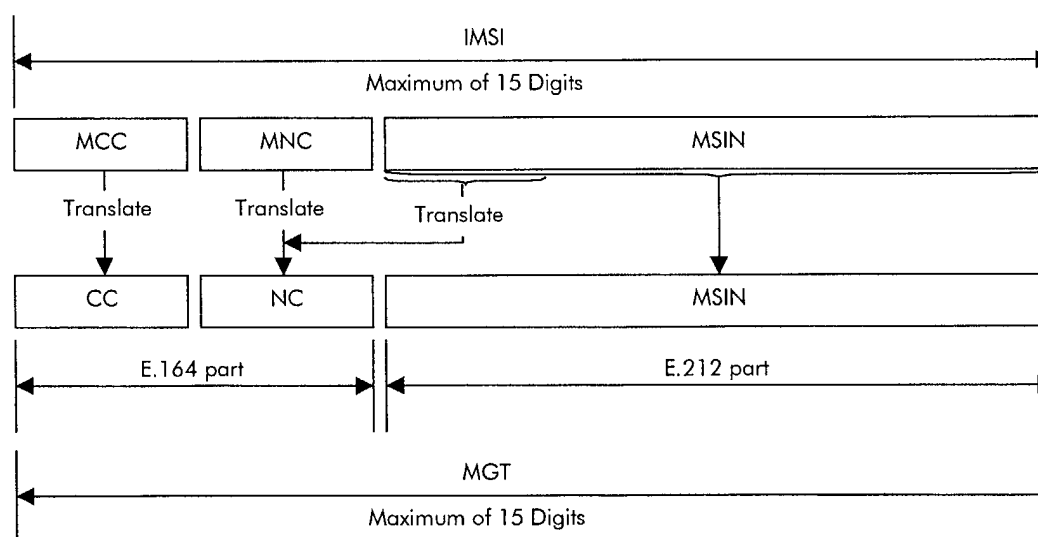 IMSI
Maximum of 15 Digits
MCC MNC MSIN
Translate Translate Translate
CC NC MSIN
E.164 part E.212 part
MGT
Maximum of 15 Digits